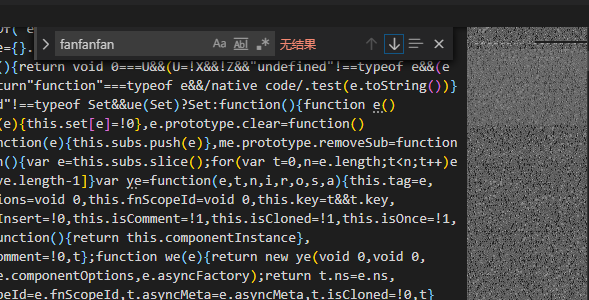 of("e
fanfanfan Aa Abl .* 无结果
e={}.
(){return void 0===U&&(U=!X&&!Z&&"undefined"!==typeof e&&(e
return"function"===typeof e&&/native code/.test(e.toString())}
d"!==typeof Set&&ue(Set)?Set:function(){function e()
(e){this.set[e]=!0},e.prototype.clear=function()
nction(e){this.subs.push(e)},me.prototype.removeSub=function
n(){var e=this.subs.slice();for(var t=0,n=e.length;t<n;t++)e
ve.length-1]}var ye=function(e,t,n,i,r,o,s,a){this.tag=e,
ions=void 0,this.fnScopeId=void 0,this.key=t&&t.key,
Insert=!0,this.isComment=!1,this.isCloned=!1,this.isOnce=!1,
unction(){return this.componentInstance},
omment=!0,t};function we(e){return new ye(void 0,void 0,
e.componentOptions,e.asyncFactory);return t.ns=e.ns,
eId=e.fnScopeId,t.asyncMeta=e.asyncMeta,t.isCloned=!0,t}